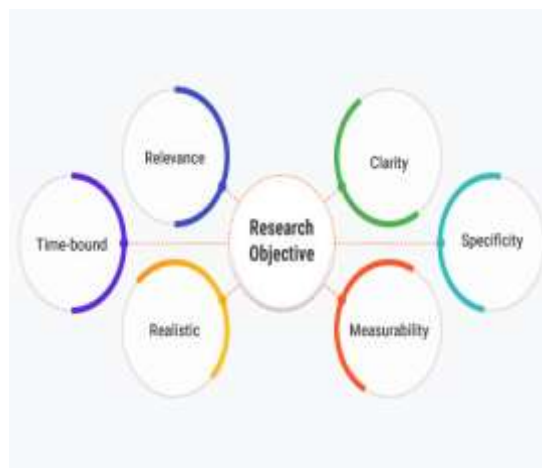 Relevance
Clarity
Time-bound
Research
Objective
Specificity
Realistic
Measurability